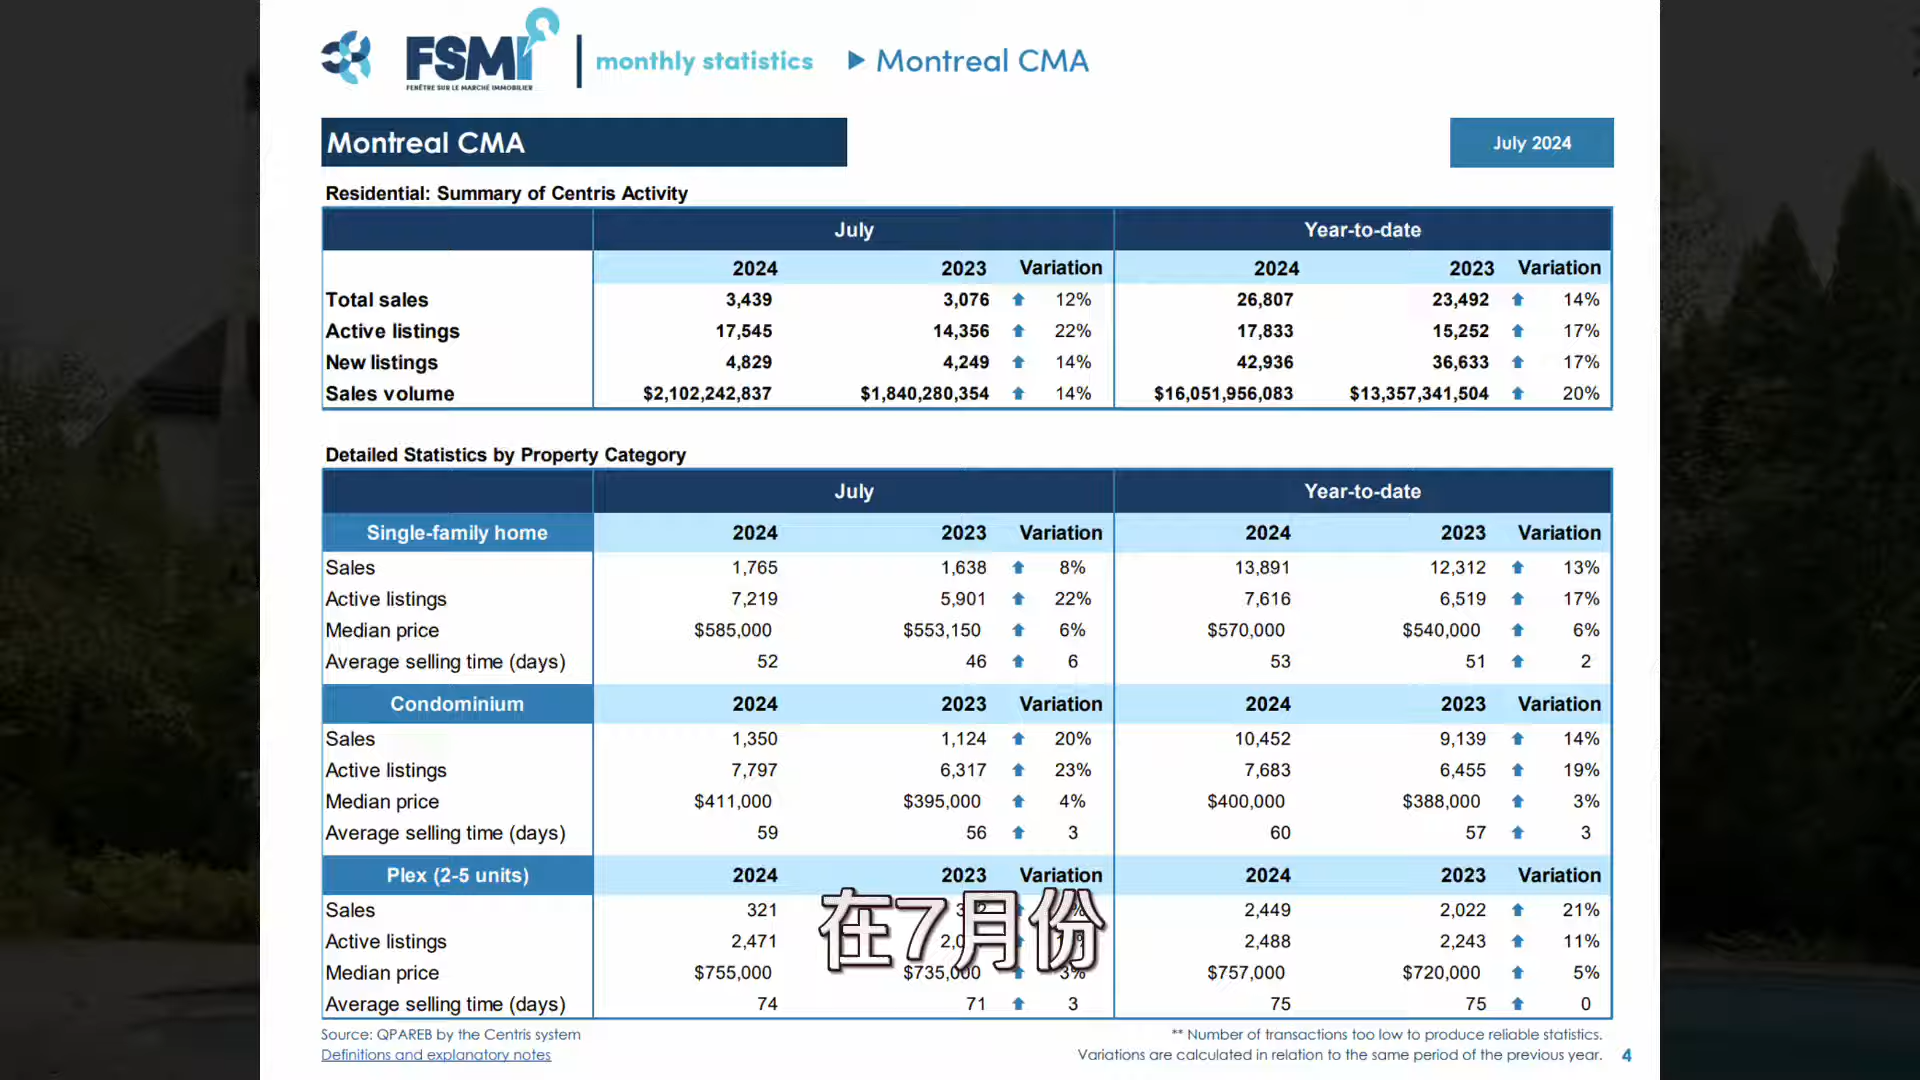 FSMI
FENÊTRE SUR LE MARCHÉ IMMOBILIER
monthly statistics
Montreal CMA
Montreal CMA
July 2024
Residential: Summary of Centris Activity
July Year-to-date
2024 2023 Variation 2024 2023 Variation
Total sales 3,439 3,076 12% 26,807 23,492 14%
Active listings 17,545 14,356 22% 17,833 15,252 17%
New listings 4,829 4,249 14% 42,936 36,633 17%
Sales volume $2,102,242,837 $1,840,280,354 14% $16,051,956,083 $13,357,341,504 20%
Detailed Statistics by Property Category
July Year-to-date
Single-family home 2024 2023 Variation 2024 2023 Variation
Sales 1,765 1,638 8% 13,891 12,312 13%
Active listings 7,219 5,901 22% 7,616 6,519 17%
Median price $585,000 $553,150 6% $570,000 $540,000 6%
Average selling time (days) 52 46 6 53 51 2
Condominium 2024 2023 Variation 2024 2023 Variation
Sales 1,350 1,124 20% 10,452 9,139 14%
Active listings 7,797 6,317 23% 7,683 6,455 19%
Median price $411,000 $395,000 4% $400,000 $388,000 3%
Average selling time (days) 59 56 3 60 57 3
Plex (2-5 units) 2024 2023 Variation 2024 2023 Variation
Sales 321 2,449 2,022 21%
Active listings 2,471 2,488 2,243 11%
在7月份
Median price $755,000 $735,000 3% $757,000 $720,000 5%
Average selling time (days) 74 71 3 75 75 0
Source: QPAREB by the Centris system
** Number of transactions too low to produce reliable statistics.
Definitions and explanatory notes
Variations are calculated in relation to the same period of the previous year. 4